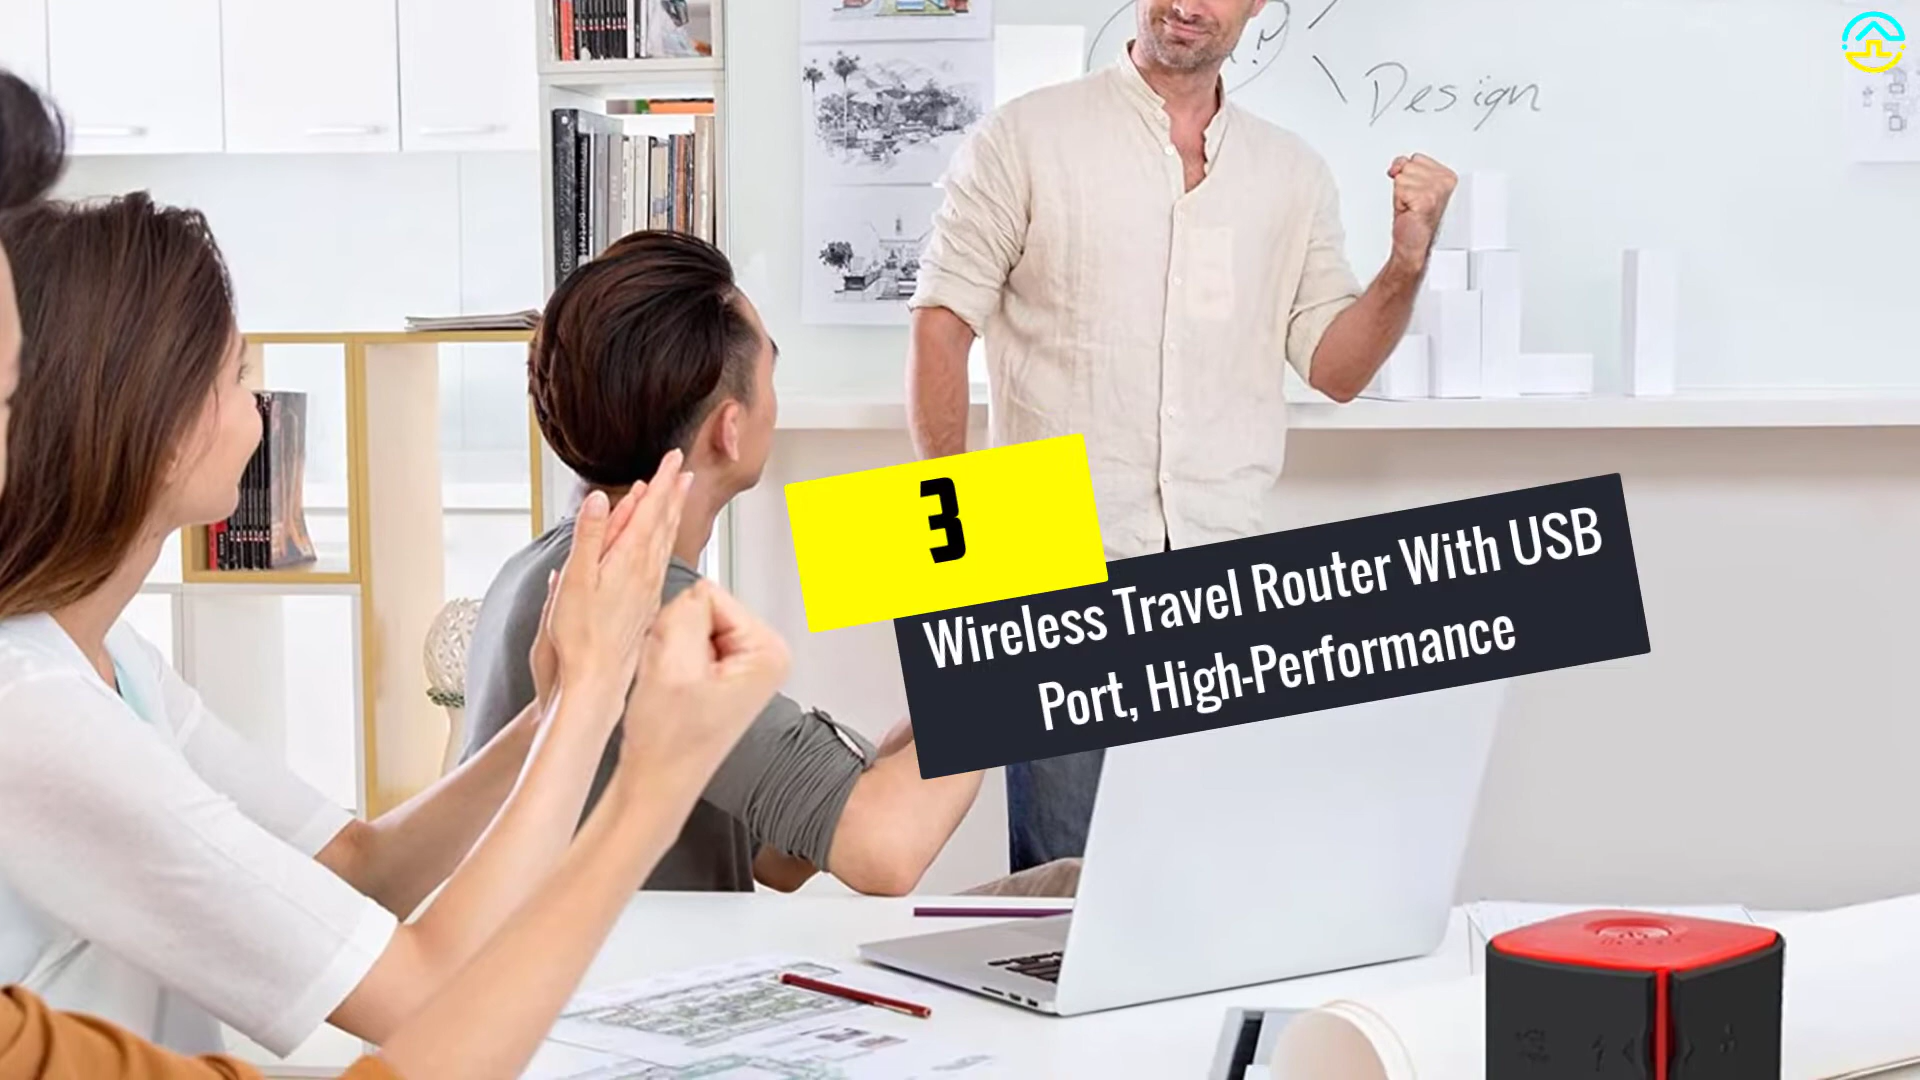 Design
3
Wireless Travel Router With USB
Port, High-Performance